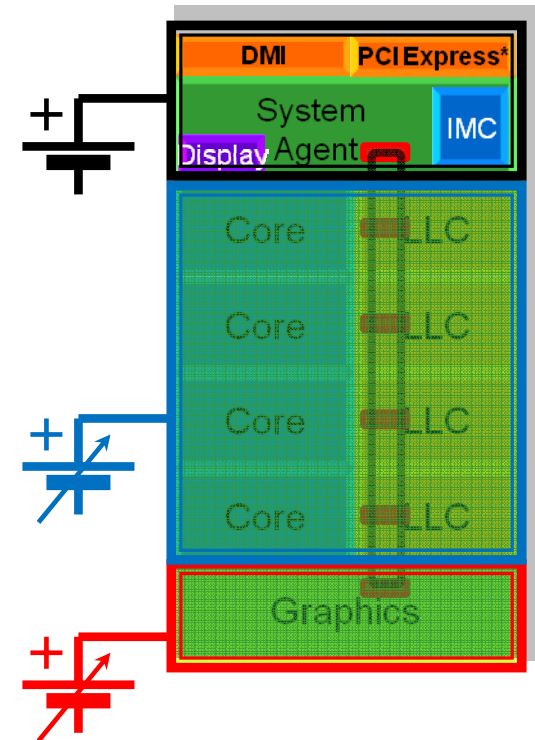 DMI PCI Express*
System
Agent
IMC
Display
+
Core LLC
Core LLC
+
Core LLC
Core LLC
Graphics
+